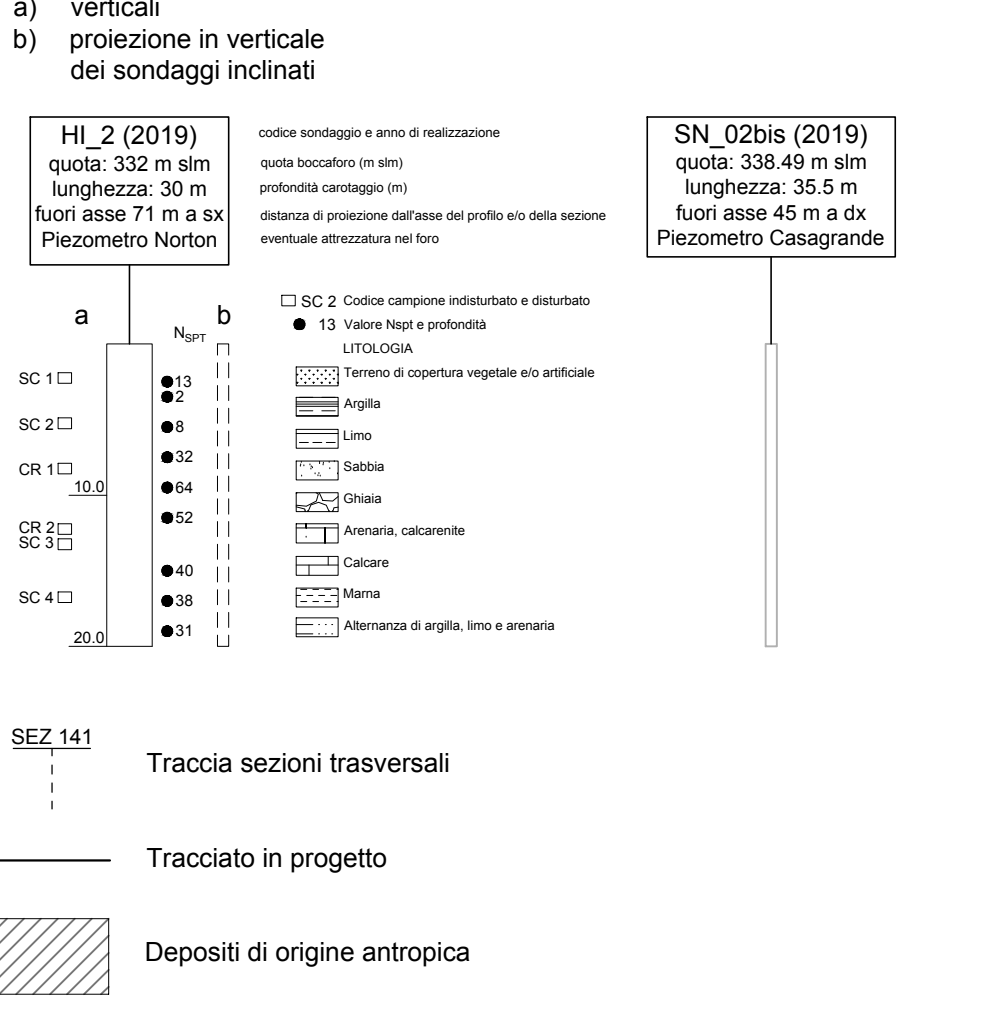 a) verticali
b) proiezione in verticale
dei sondaggi inclinati
HI_2 (2019)
quota: 332 m slm
lunghezza: 30 m
fuori asse 71 m a sx
Piezometro Norton
codice sondaggio e anno di realizzazione
quota boccaforo (m slm)
profondità carotaggio (m)
distanza di proiezione dall'asse del profilo e/o della sezione
eventuale attrezzatura nel foro
SN_02bis (2019)
quota: 338.49 m slm
lunghezza: 35.5 m
fuori asse 45 m a dx
Piezometro Casagrande
a
NSPT
b
SC 1
SC 2
CR 1
10.0
CR 2
SC 3
SC 4
20.0
13
2
8
32
64
52
40
38
31
SC 2 Codice campione indisturbato e disturbato
13 Valore Nspt e profondità
LITOLOGIA
Terreno di copertura vegetale e/o artificiale
Argilla
Limo
Sabbia
Ghiaia
Arenaria, calcarenite
Calcare
Marna
Alternanza di argilla, limo e arenaria
SEZ 141
Traccia sezioni trasversali
Tracciato in progetto
Depositi di origine antropica